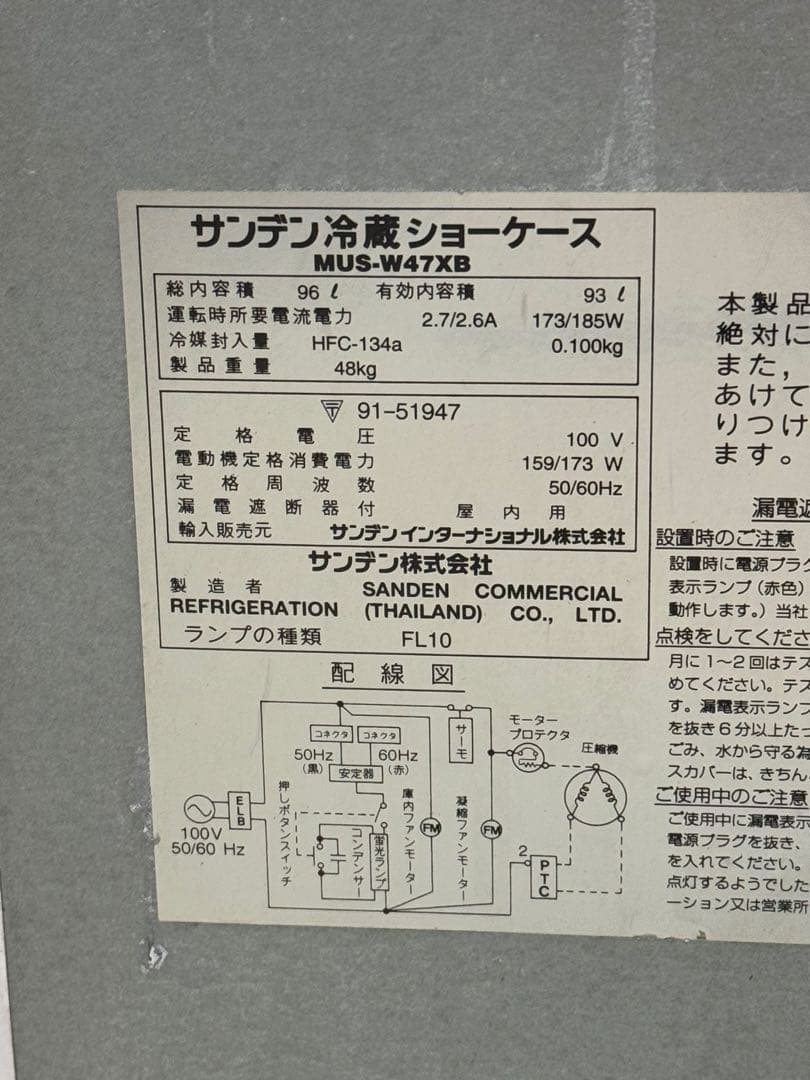 サンデン冷蔵ショーケース
MUS-W47XB
総内容積 96ℓ 有効内容積 93ℓ
運転時所要電流電力 2.7/2.6A 173/185W
冷媒封入量 HFC-134a 0.100kg
製品重量 48kg
91-51947
定格電圧 100 V
電動機定格消費電力 159/173 W
定格周波数 50/60Hz
漏電遮断器付 屋内用
輸入販売元 サンデンインターナショナル株式会社
サンデン株式会社
製造者 SANDEN COMMERCIAL
REFRIGERATION (THAILAND) CO., LTD.
ランプの種類 FL10
配線図
コネクタ コネクタ
50Hz 60Hz
(黒) 安定器 (赤)
サーモ
モーター
プロテクタ
圧縮機
ELB
100V
50/60 Hz
押しボタンスイッチ
コンデンサー
蛍光ランプ
庫内ファンモーター
FM
凝縮ファンモーター
FM
2
PTC
本製品
絶対に
また，
あけて
りつけ
ます。
漏電遮
設置時のご注意
設置時に電源プラグ
表示ランプ（赤色）
動作します。）当社
点検をしてくださ
月に1〜2回はテス
めてください。テス
す。漏電表示ランプ
を抜き6分以上たっ
ごみ、水から守る為
スカバーは、きちん
ご使用中のご注意
ご使用中に漏電表示
電源プラグを抜き、
を入れてください。
点灯するようでした
ーション又は営業所